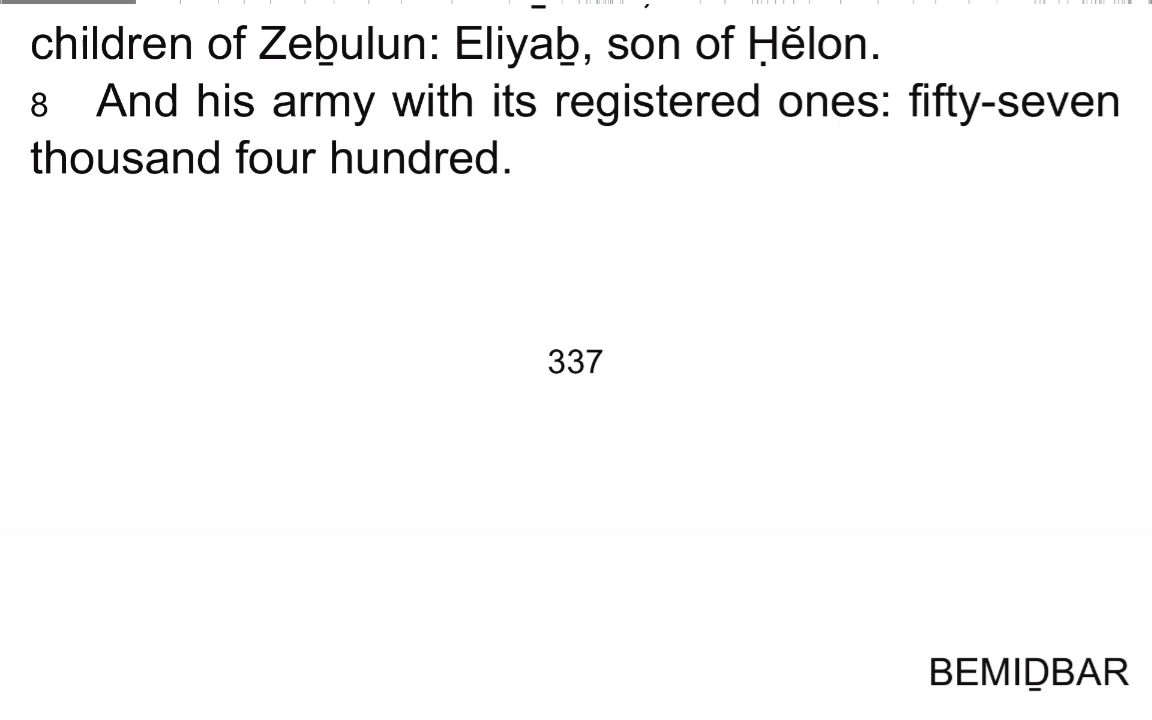 children of Zeḇulun: Eliyaḇ, son of Ḥĕlon.
8 And his army with its registered ones: fifty-seven
thousand four hundred.
337
BEMIḎBAR